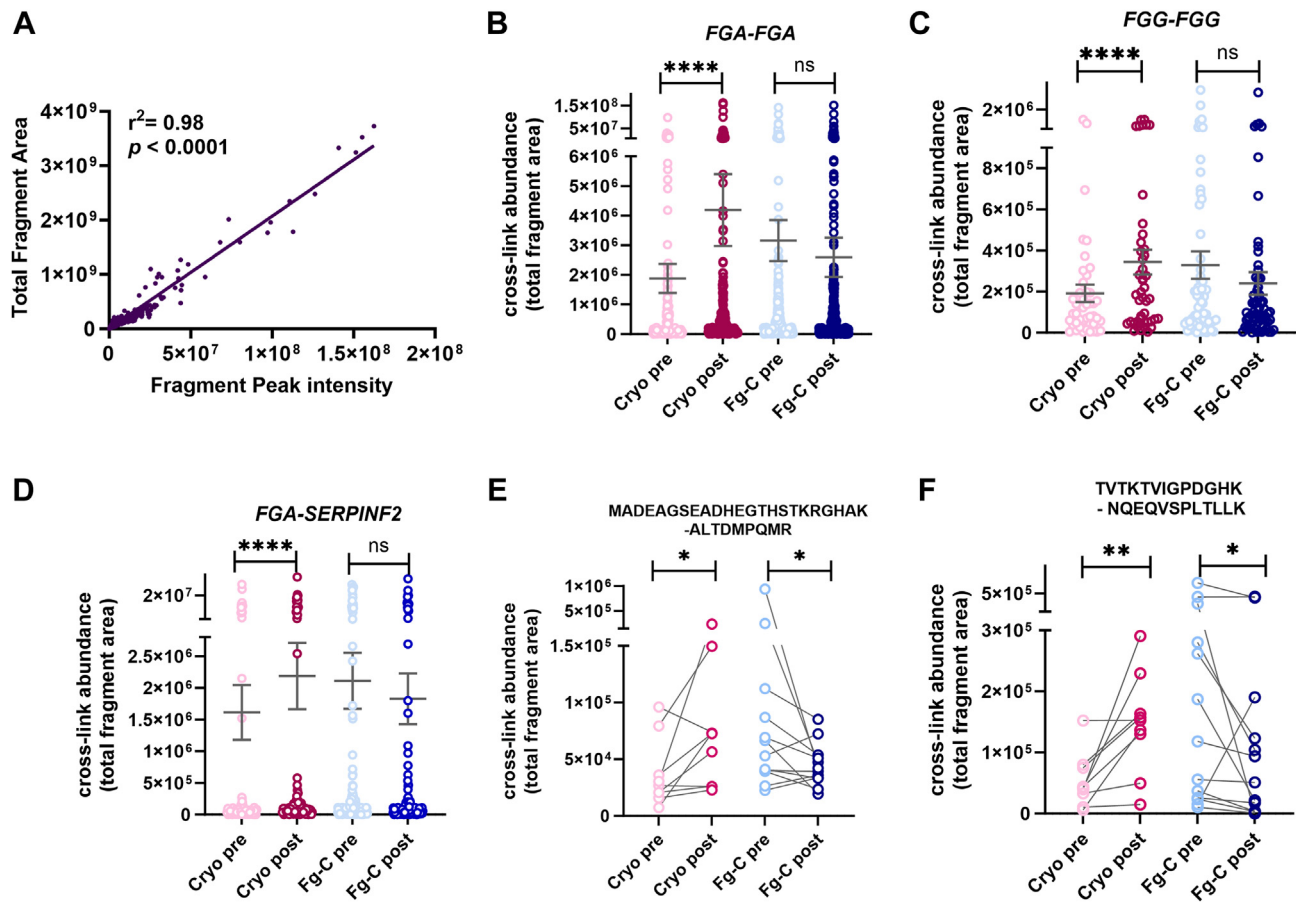 A
r²= 0.98
p < 0.0001
Total Fragment Area
4×10⁹
3×10⁹
2×10⁹
1×10⁹
0
0
5×10⁷
1×10⁸
1.5×10⁸
2×10⁸
Fragment Peak intensity
B
FGA-FGA
****
ns
cross-link abundance
(total fragment area)
1.5×10⁸
5×10⁷
6×10⁶
5×10⁶
4×10⁶
3×10⁶
2×10⁶
1×10⁶
0
Cryo pre
Cryo post
Fg-C pre
Fg-C post
C
FGG-FGG
****
ns
cross-link abundance
(total fragment area)
2×10⁶
8×10⁵
6×10⁵
4×10⁵
2×10⁵
0
Cryo pre
Cryo post
Fg-C pre
Fg-C post
D
FGA-SERPINF2
****
ns
cross-link abundance
(total fragment area)
2×10⁷
2.5×10⁶
2×10⁶
1.5×10⁶
1×10⁶
5×10⁵
0
Cryo pre
Cryo post
Fg-C pre
Fg-C post
E
MADEAGSEADHEGTHSTKRGHAK
-ALTDMPQMR
*
*
cross-link abundance
(total fragment area)
1×10⁶
5×10⁵
1.5×10⁵
1×10⁵
5×10⁴
0
Cryo pre
Cryo post
Fg-C pre
Fg-C post
F
TVTKTVIGPDGHK
- NQEQVSPLTLLK
**
*
cross-link abundance
(total fragment area)
5×10⁵
3×10⁵
2×10⁵
1×10⁵
0
Cryo pre
Cryo post
Fg-C pre
Fg-C post